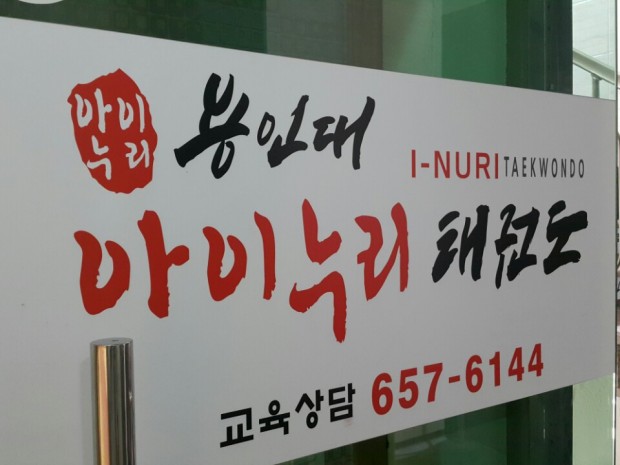 아이
누리
용인대
I-NURI TAEKWONDO
아이누리 태권도
교육상담 657-6144